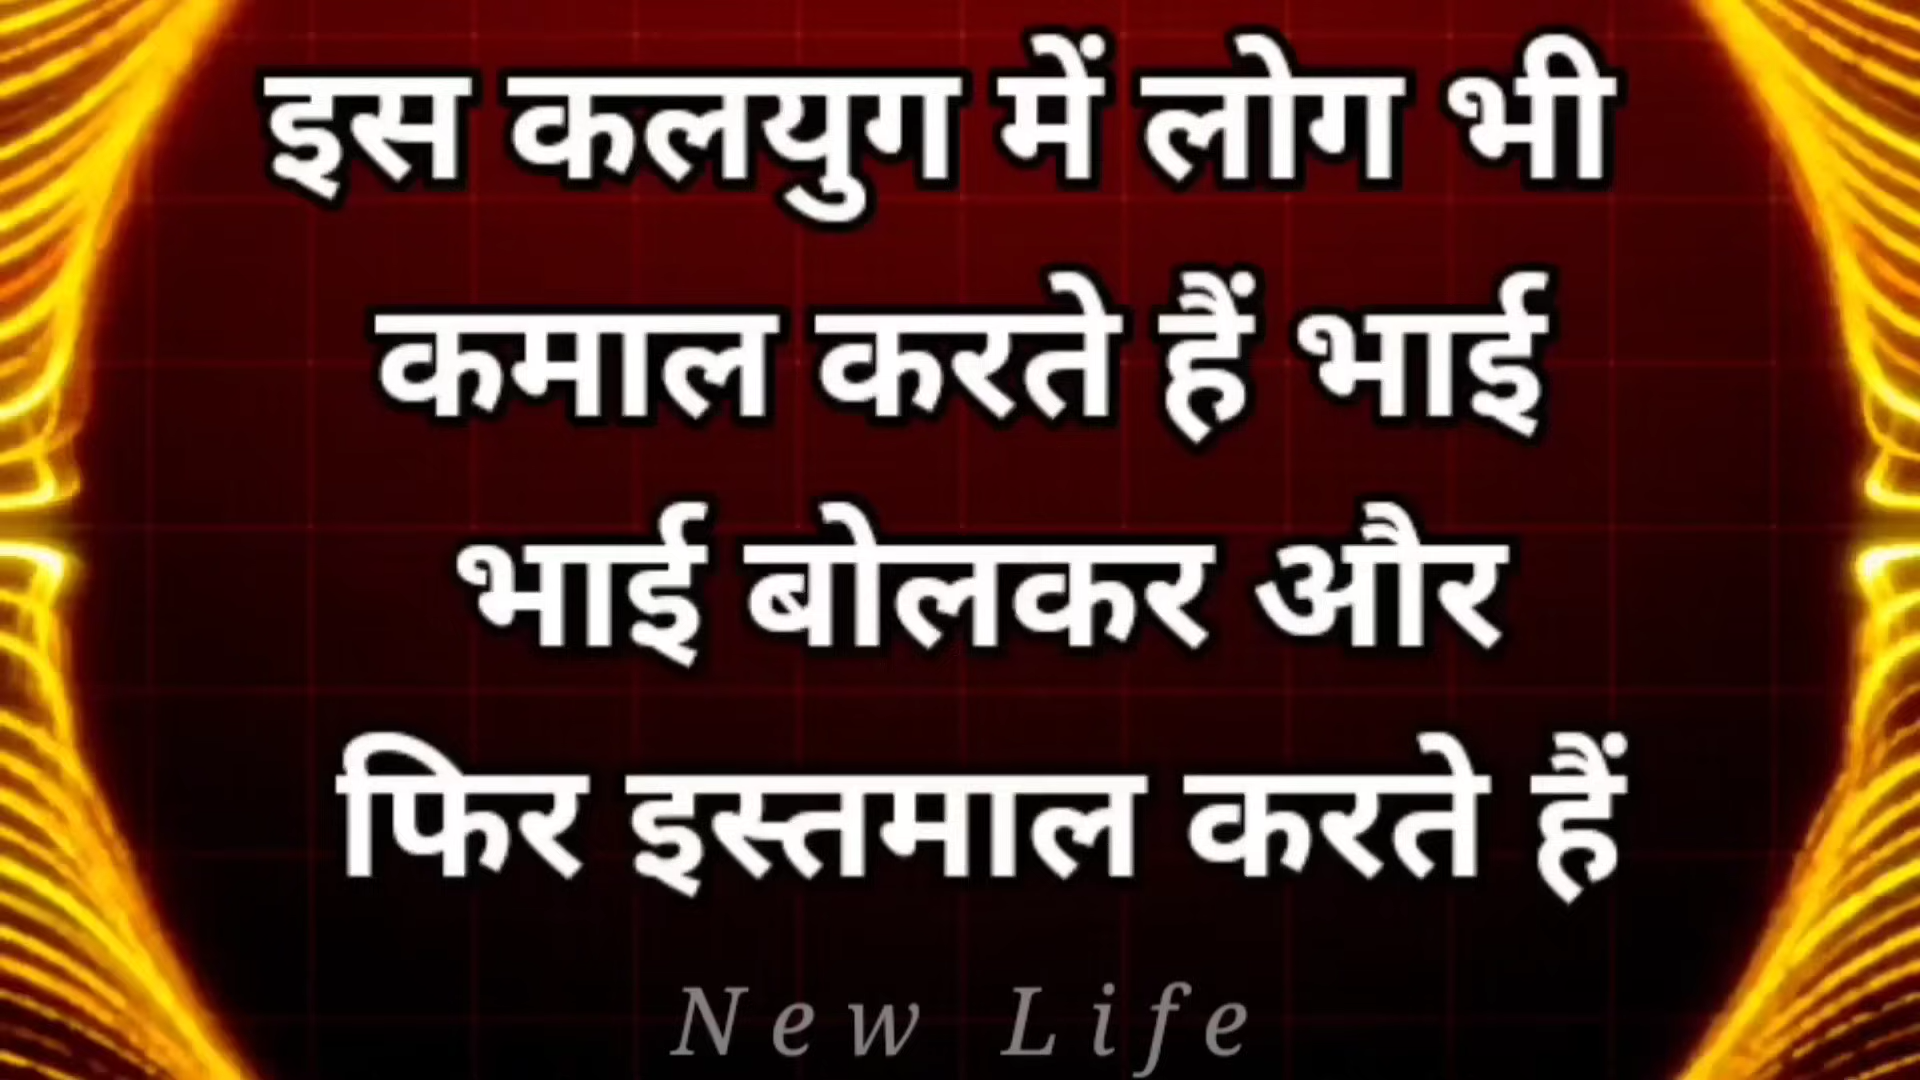 इस कलयुग में लोग भी
कमाल करते हैं भाई
भाई बोलकर और
फिर इस्तमाल करते हैं
New Life